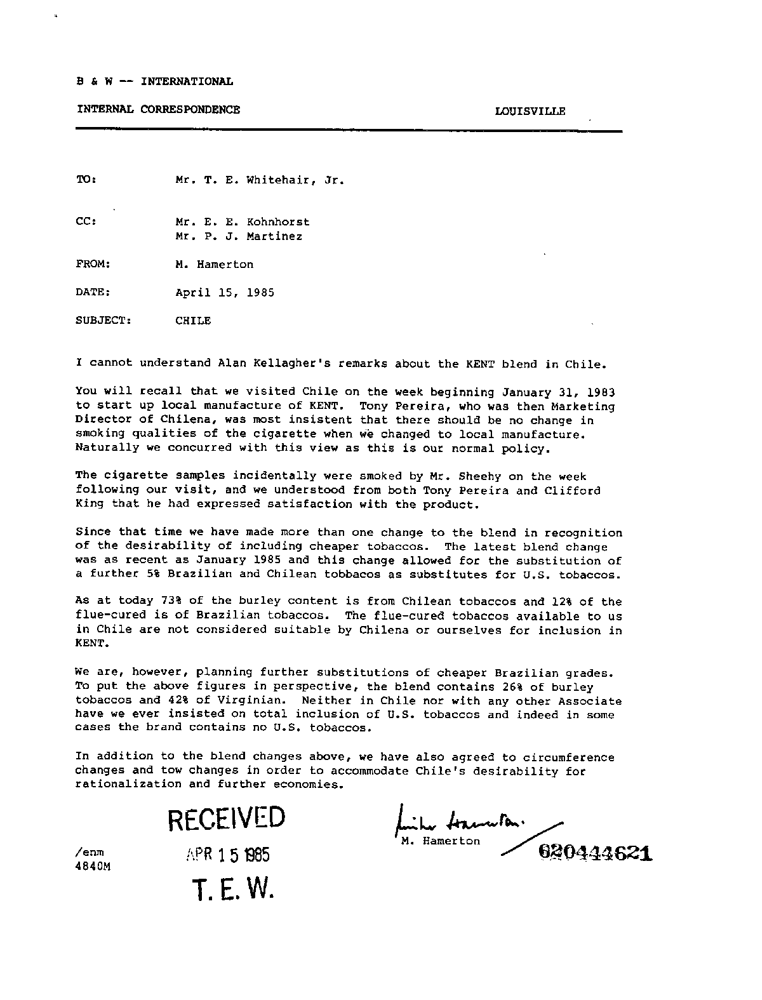 B & W -- INTERNATIONAL
INTERNAL CORRESPONDENCE LOUISVILLE
TO: Mr. T. E. Whitehair, Jr.
CC: Mr. E. E. Kohnhorst
Mr. P. J. Martinez
FROM: M. Hamerton
DATE: April 15, 1985
SUBJECT: CHILE
I cannot understand Alan Kellagher's remarks about the KENT blend in Chile.
You will recall that we visited Chile on the week beginning January 31, 1983
to start up local manufacture of KENT. Tony Pereira, who was then Marketing
Director of Chilena, was most insistent that there should be no change in
smoking qualities of the cigarette when we changed to local manufacture.
Naturally we concurred with this view as this is our normal policy.
The cigarette samples incidentally were smoked by Mr. Sheehy on the week
following our visit, and we understood from both Tony Pereira and Clifford
King that he had expressed satisfaction with the product.
Since that time we have made more than one change to the blend in recognition
of the desirability of including cheaper tobaccos. The latest blend change
was as recent as January 1985 and this change allowed for the substitution of
a further 5% Brazilian and Chilean tobbacos as substitutes for U.S. tobaccos.
As at today 73% of the burley content is from Chilean tobaccos and 12% of the
flue-cured is of Brazilian tobaccos. The flue-cured tobaccos available to us
in Chile are not considered suitable by Chilena or ourselves for inclusion in
KENT.
We are, however, planning further substitutions of cheaper Brazilian grades.
To put the above figures in perspective, the blend contains 26% of burley
tobaccos and 42% of Virginian. Neither in Chile nor with any other Associate
have we ever insisted on total inclusion of U.S. tobaccos and indeed in some
cases the brand contains no U.S. tobaccos.
In addition to the blend changes above, we have also agreed to circumference
changes and tow changes in order to accommodate Chile's desirability for
rationalization and further economies.
RECEIVED
Hamerton.
M. Hamerton
/enm APR 15 1985 620444621
4840M
T. E. W.